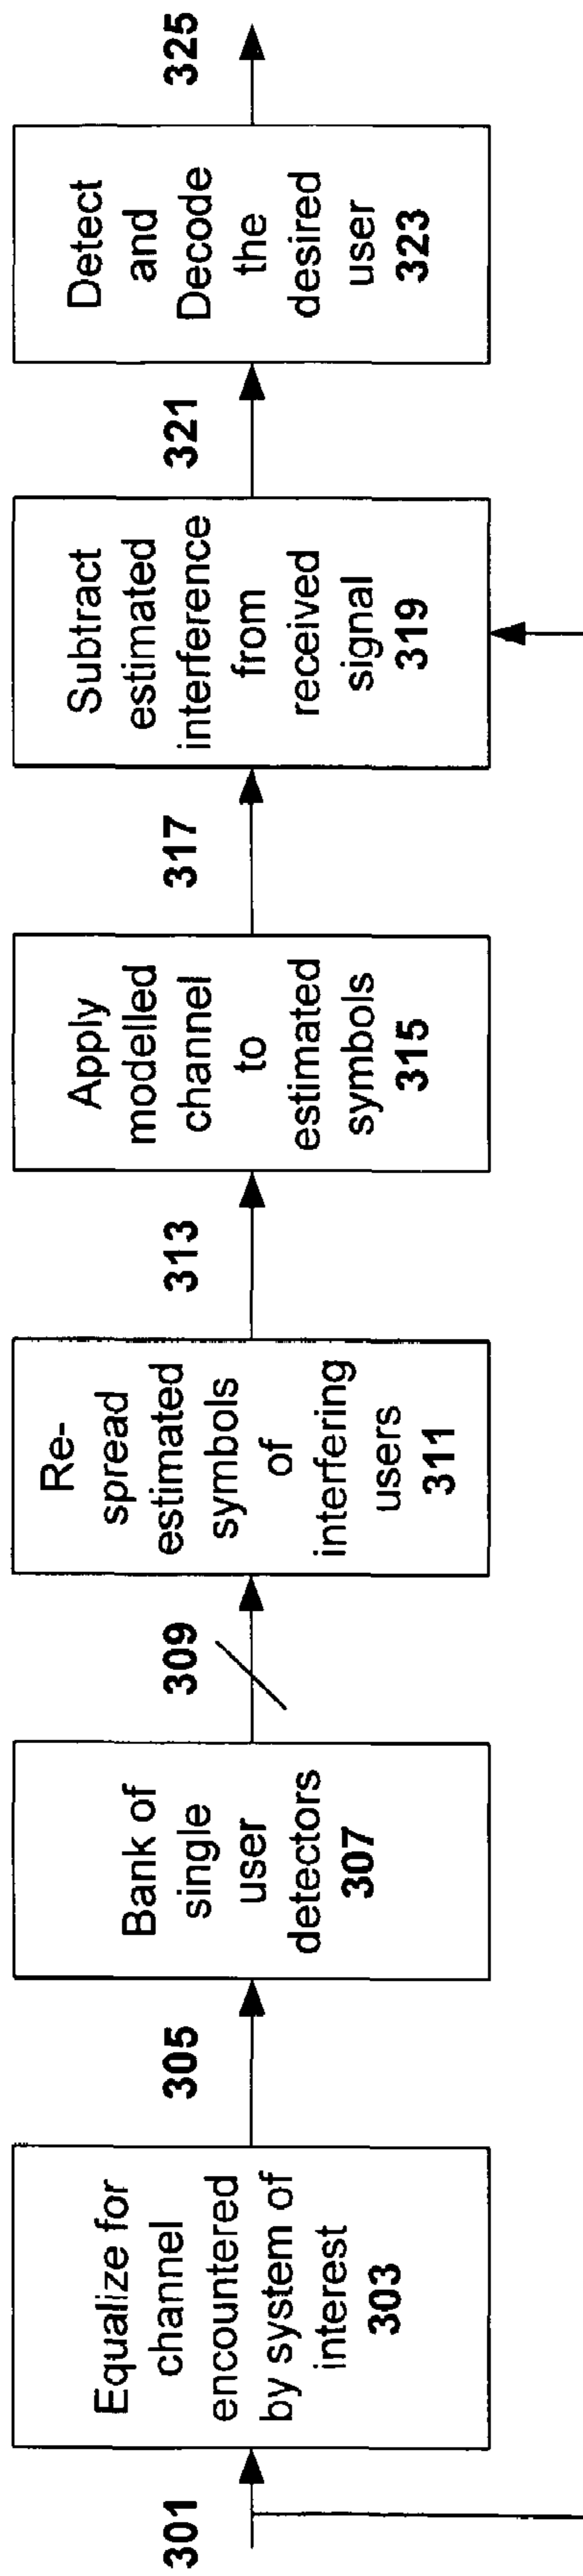 301
Equalize for
channel
encountered
by system of
interest
303
305
Bank of
single
user
detectors
307
309
Re-
spread
estimated
symbols
of
interfering
users
311
313
Apply
modelled
channel
to
estimated
symbols
315
317
Subtract
estimated
interference
from
received
signal
319
321
Detect
and
Decode
the
desired
user
323
325